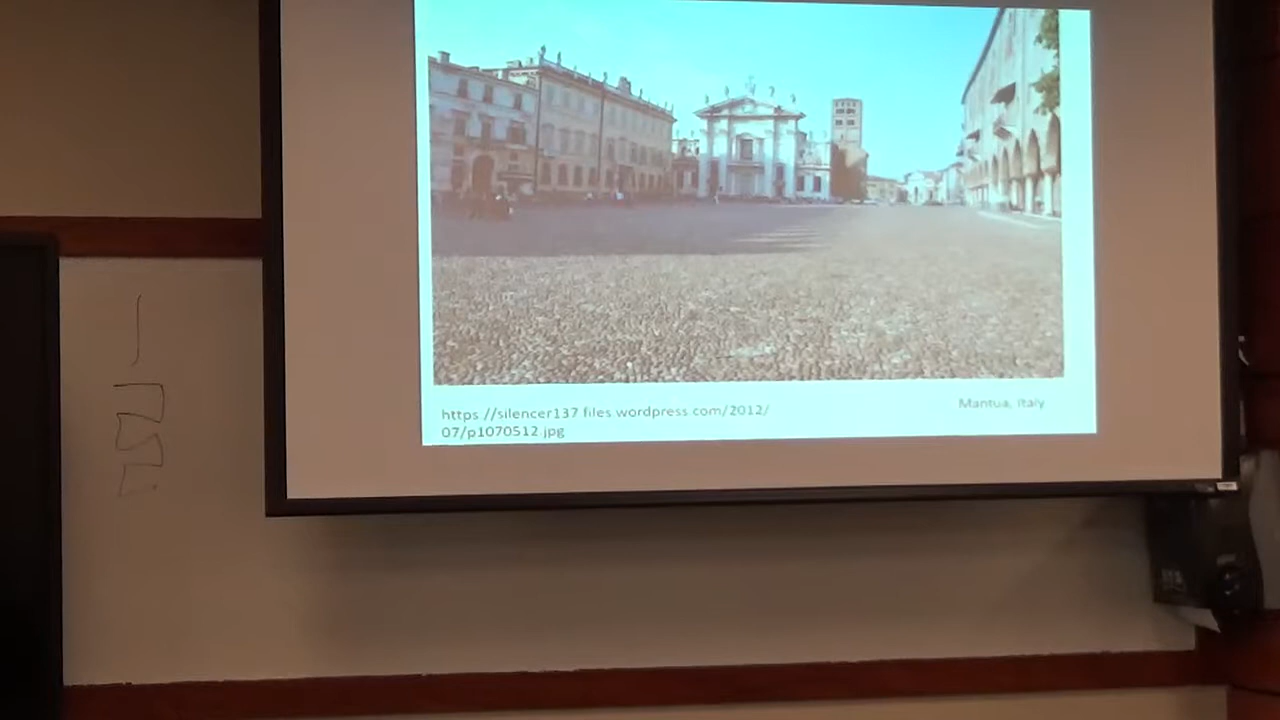 https //silencer137 files wordpress com/2012/
07/p1070512 jpg
Mantua, Italy